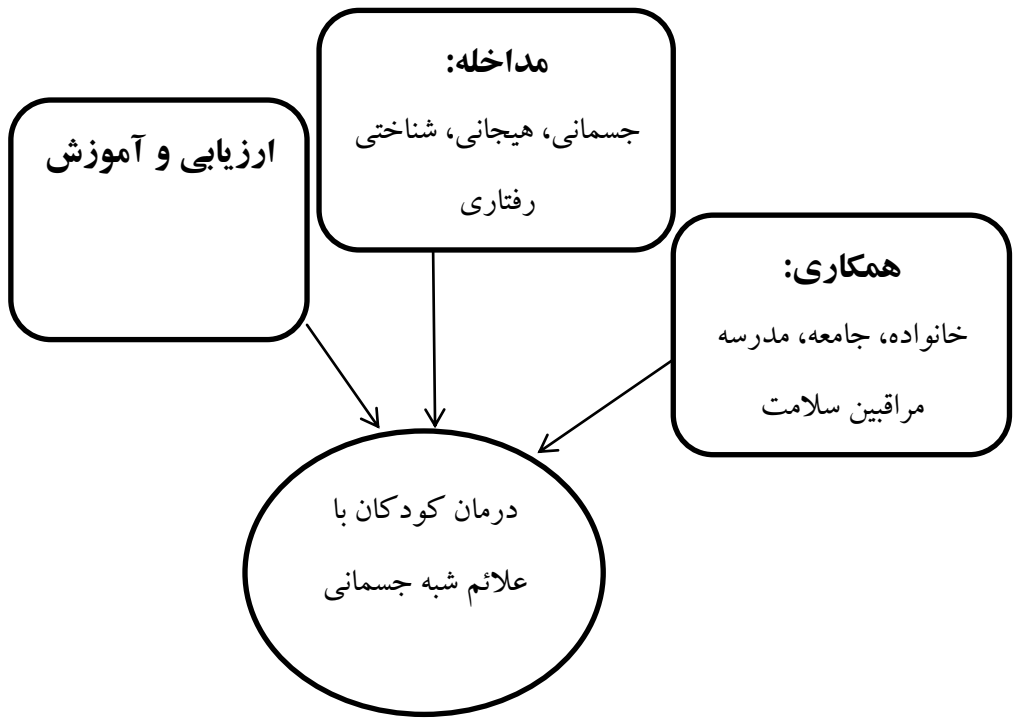 مداخله:
جسمانی، هیجانی، شناختی
رفتاری
ارزیابی و آموزش
همکاری:
خانواده، جامعه، مدرسه
مراقبین سلامت
درمان کودکان با
علائم شبه جسمانی